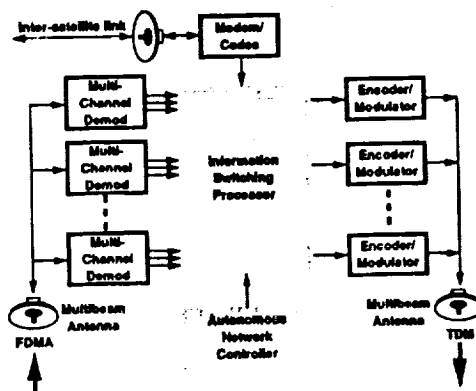 Inter-satellite link
Modem/
Codes
Multi-
Channel
Demod
Encoder/
Modulator
Multi-
Channel
Demod
Information
Switching
Processor
Encoder/
Modulator
Multi-
Channel
Demod
Encoder/
Modulator
Multibeam
Antenna
FDMA
Autonomous
Network
Controller
Multibeam
Antenna
TDM